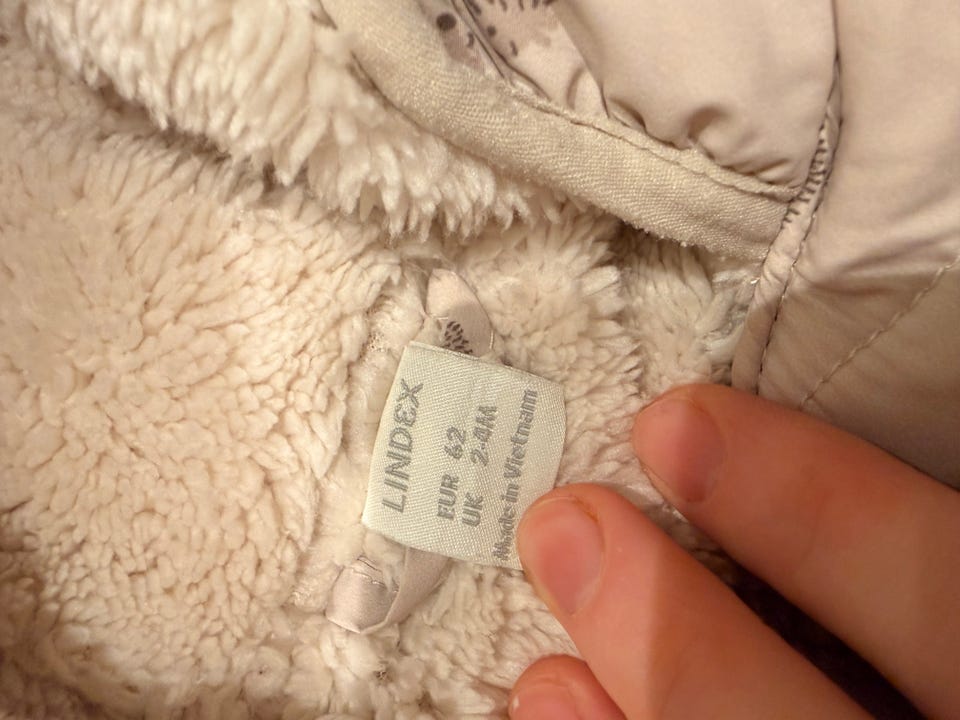 LINDEX
EUR 62
UK 2-4M
Made in Vietnam